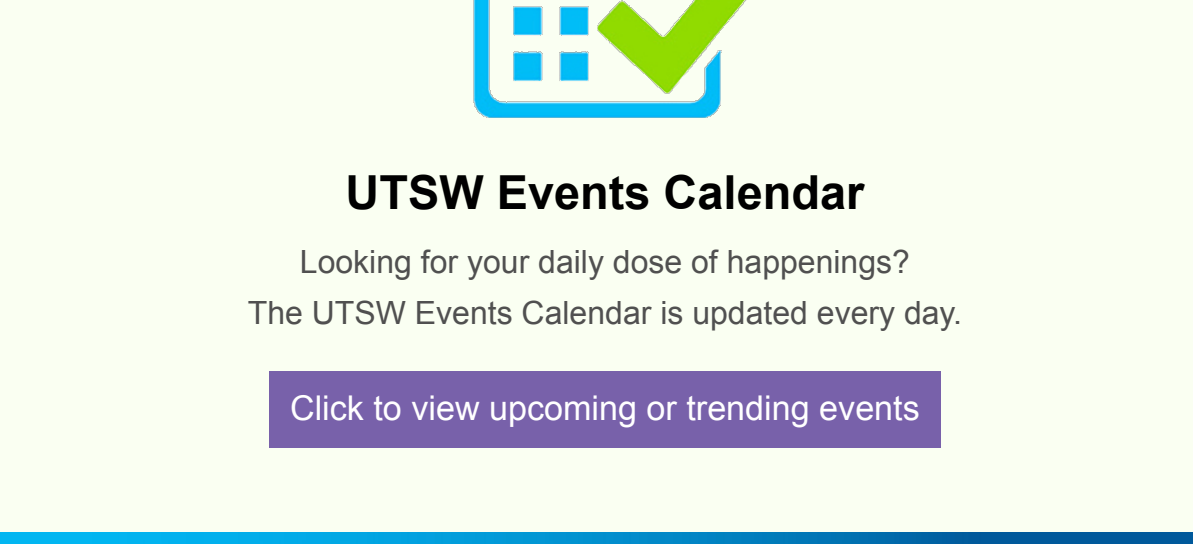 UTSW Events Calendar
Looking for your daily dose of happenings?
The UTSW Events Calendar is updated every day.
Click to view upcoming or trending events